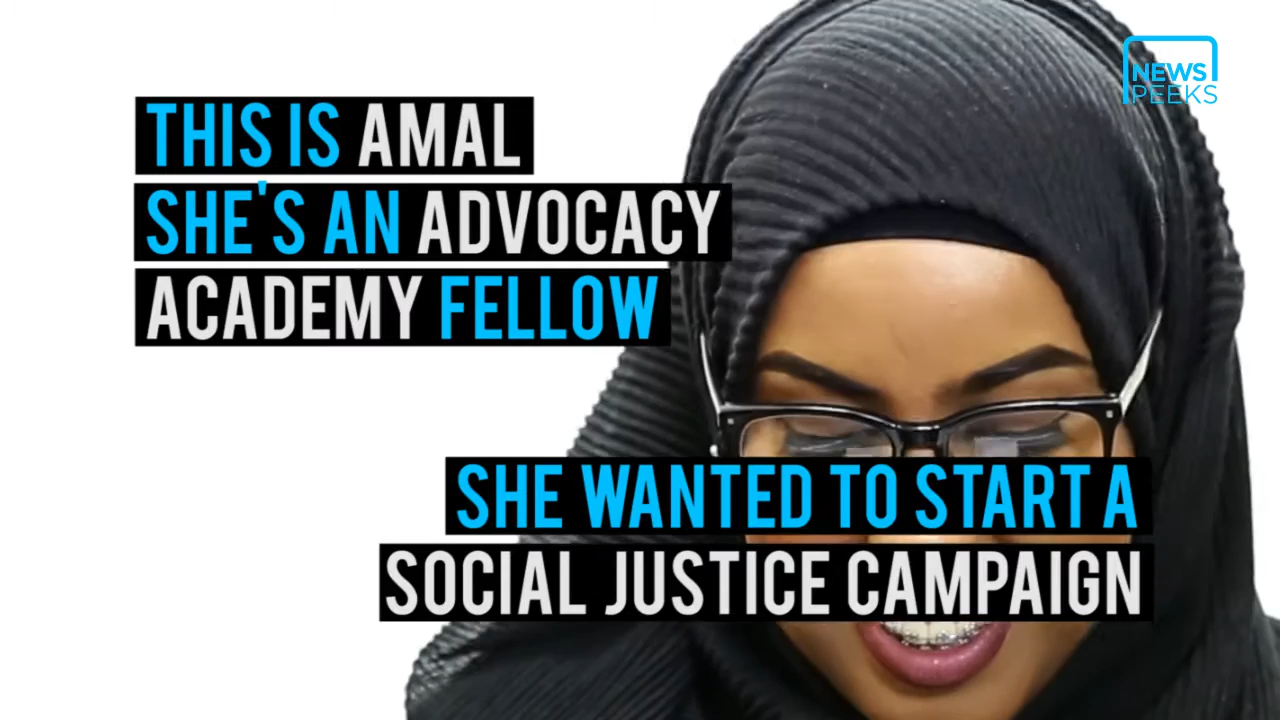 NEWS
PEEKS
THIS IS AMAL
SHE'S AN ADVOCACY
ACADEMY FELLOW
SHE WANTED TO START A
SOCIAL JUSTICE CAMPAIGN